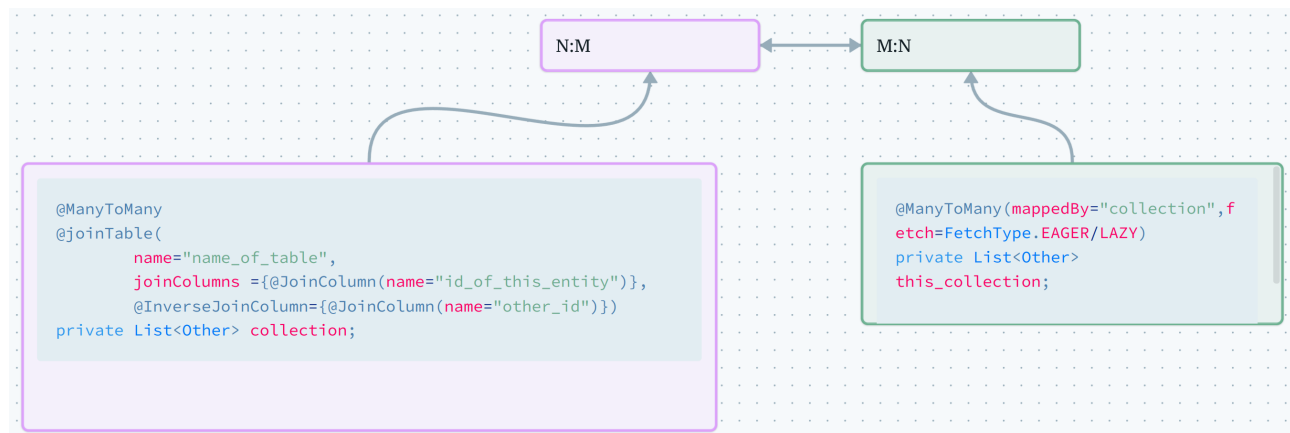 N:M
M:N
@ManyToMany
@joinTable(
name="name_of_table",
joinColumns ={@JoinColumn(name="id_of_this_entity")},
@InverseJoinColumn={@JoinColumn(name="other_id")})
private List<Other> collection;
@ManyToMany(mappedBy="collection",f
etch=FetchType.EAGER/LAZY)
private List<Other>
this_collection;